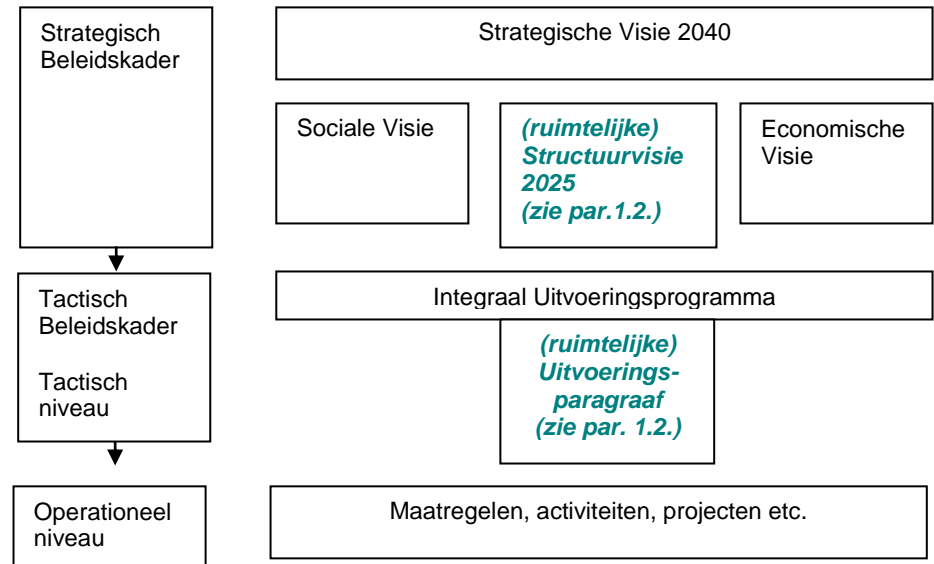 Strategisch
Beleidskader
Strategische Visie 2040
Sociale Visie
(ruimtelijke)
Structuurvisie
2025
(zie par.1.2.)
Economische
Visie
Tactisch
Beleidskader
Tactisch
niveau
Integraal Uitvoeringsprogramma
(ruimtelijke)
Uitvoerings-
paragraaf
(zie par. 1.2.)
Operationeel
niveau
Maatregelen, activiteiten, projecten etc.